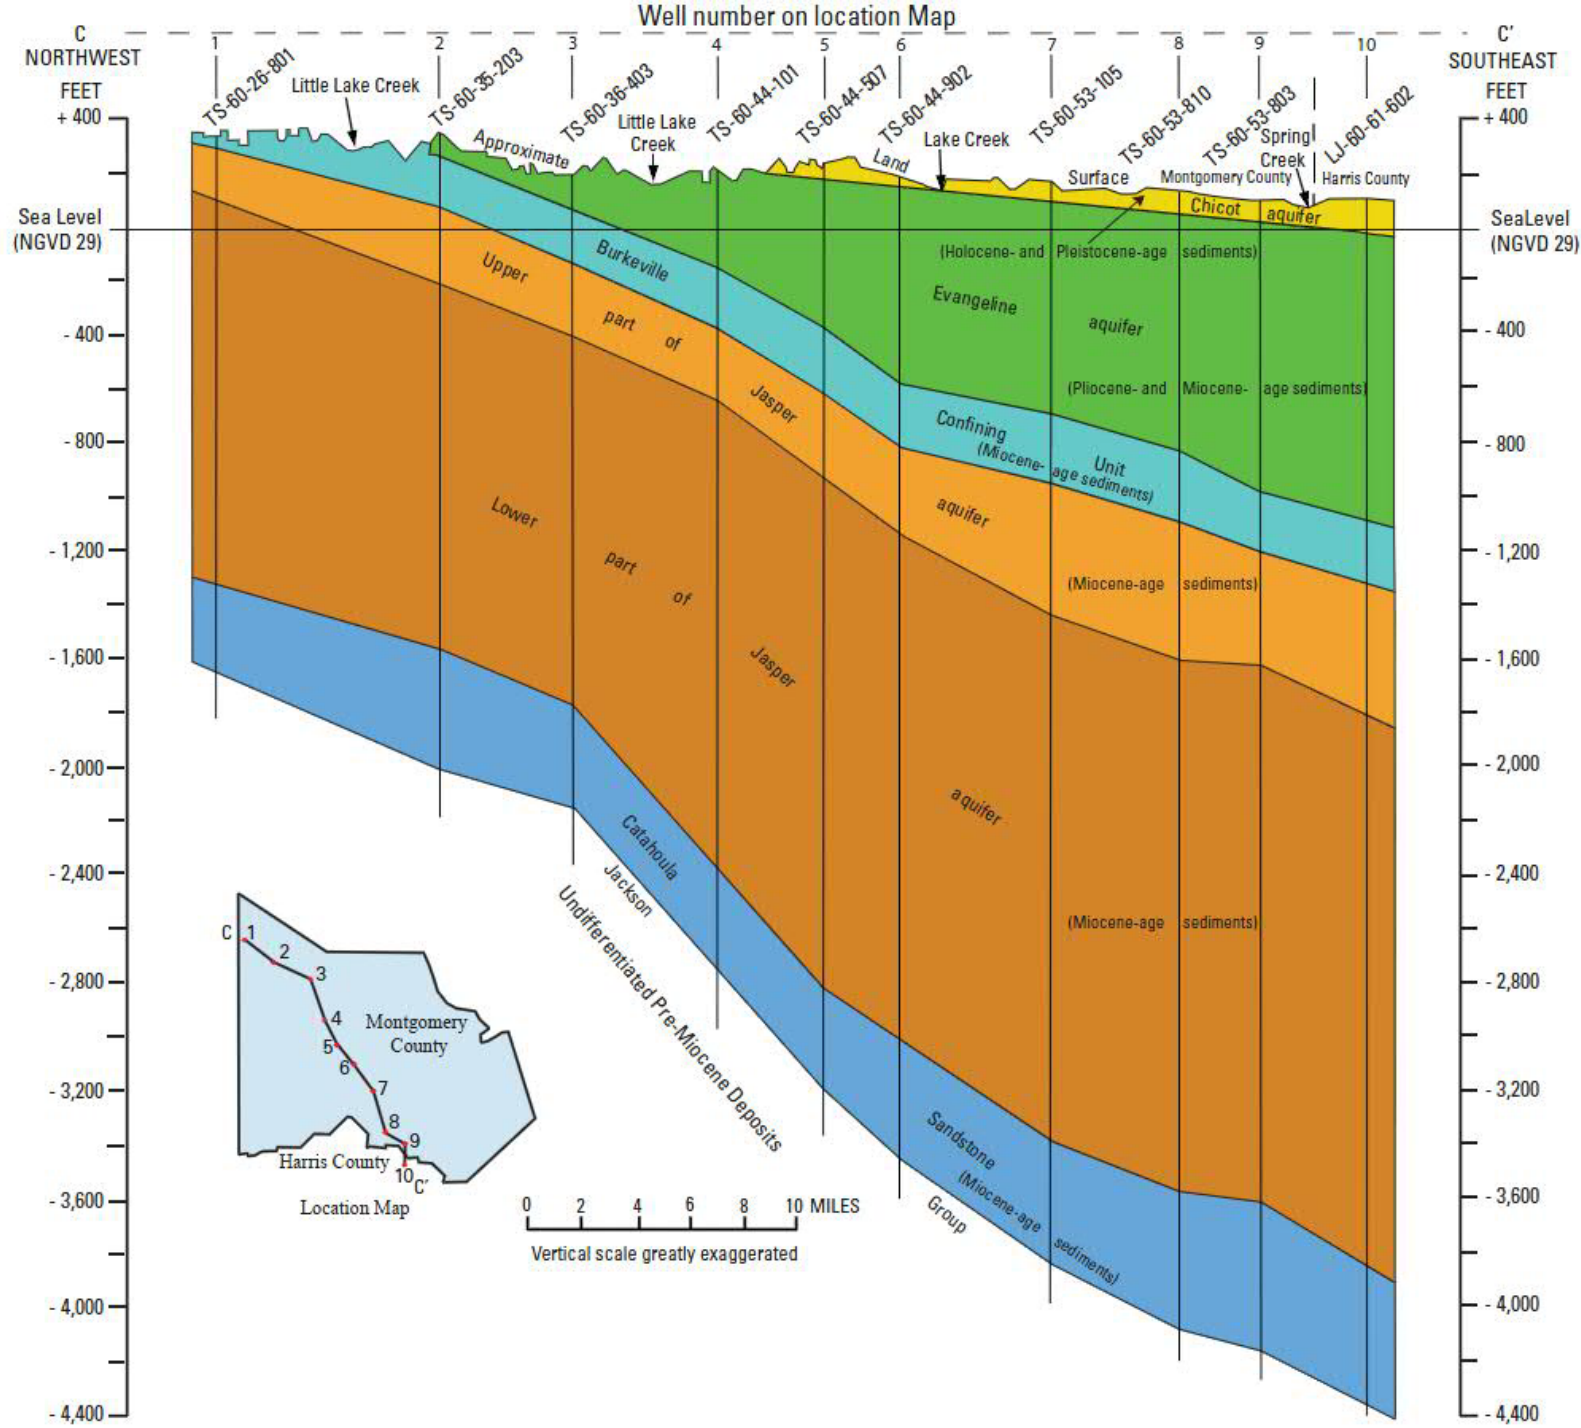 Well number on location Map
C
NORTHWEST
FEET
C′
SOUTHEAST
FEET
1
2
3
4
5
6
7
8
9
10
TS-60-26-801
TS-60-35-203
TS-60-36-403
TS-60-44-101
TS-60-44-507
TS-60-44-902
TS-60-53-105
TS-60-53-810
TS-60-53-803
LJ-60-61-602
Little Lake Creek
Little Lake
Creek
Lake Creek
Spring
Creek
Montgomery County
Harris County
Approximate
Land
Surface
+ 400
Sea Level
(NGVD 29)
- 400
- 800
- 1,200
- 1,600
- 2,000
- 2,400
- 2,800
- 3,200
- 3,600
- 4,000
- 4,400
+ 400
SeaLevel
(NGVD 29)
- 400
- 800
- 1,200
- 1,600
- 2,000
- 2,400
- 2,800
- 3,200
- 3,600
- 4,000
- 4,400
Chicot aquifer
(Holocene- and Pleistocene-age sediments)
Evangeline aquifer
(Pliocene- and Miocene- age sediments)
Burkeville
Confining Unit
(Miocene- age sediments)
Upper part of Jasper aquifer
(Miocene-age sediments)
Lower part of Jasper aquifer
(Miocene-age sediments)
Catahoula
Sandstone
(Miocene-age sediments)
Jackson
Group
Undifferentiated Pre-Miocene Deposits
C
1
2
3
4
5
6
7
8
9
10
C′
Montgomery
County
Harris County
Location Map
0 2 4 6 8 10 MILES
Vertical scale greatly exaggerated